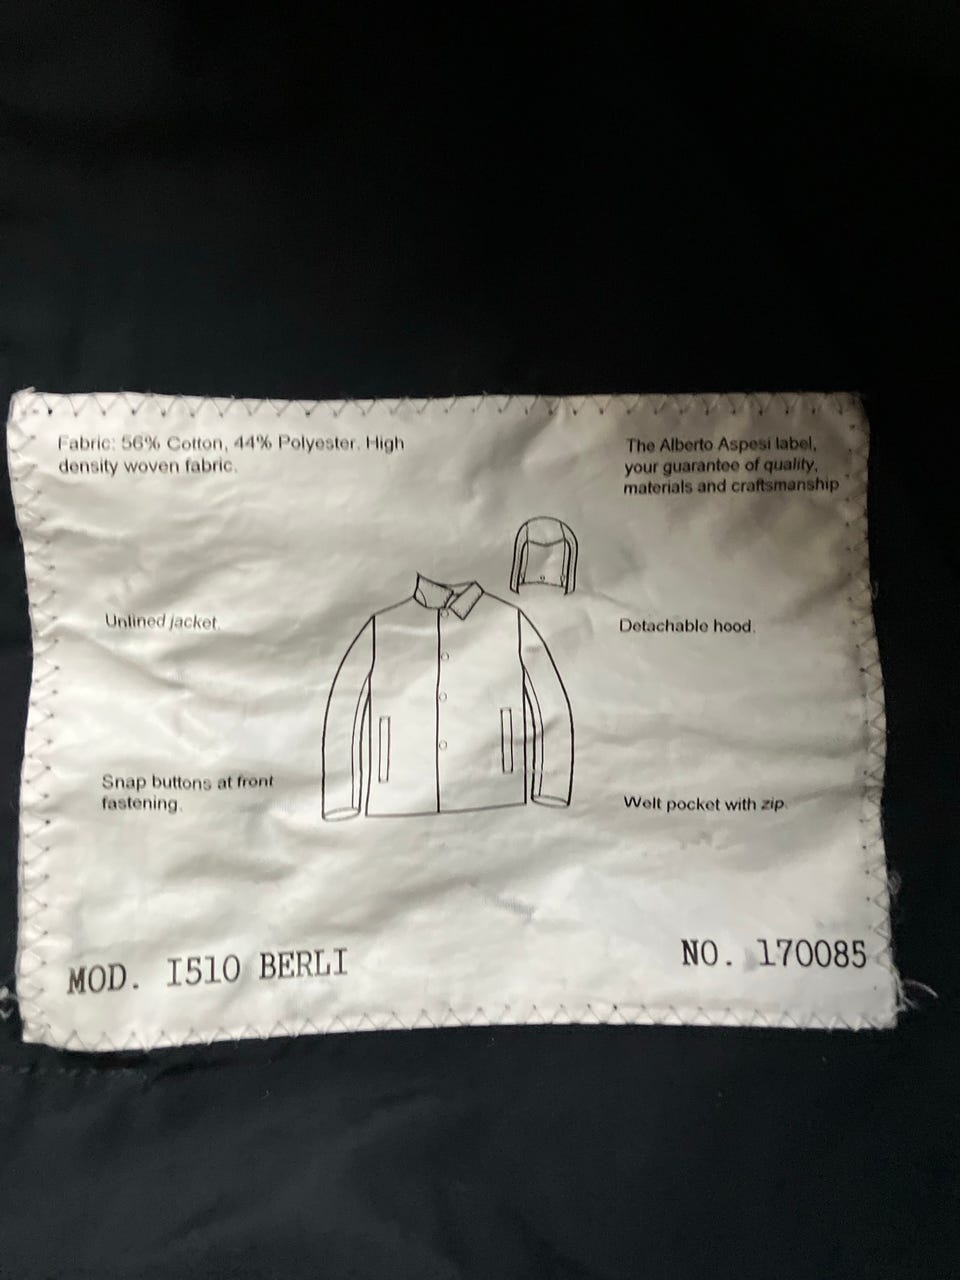 Fabric: 56% Cotton, 44% Polyester. High
density woven fabric.
The Alberto Aspesi label,
your guarantee of quality,
materials and craftsmanship
Unlined jacket.
Detachable hood.
Snap buttons at front
fastening.
Welt pocket with zip.
MOD. I510 BERLI
NO. 170085